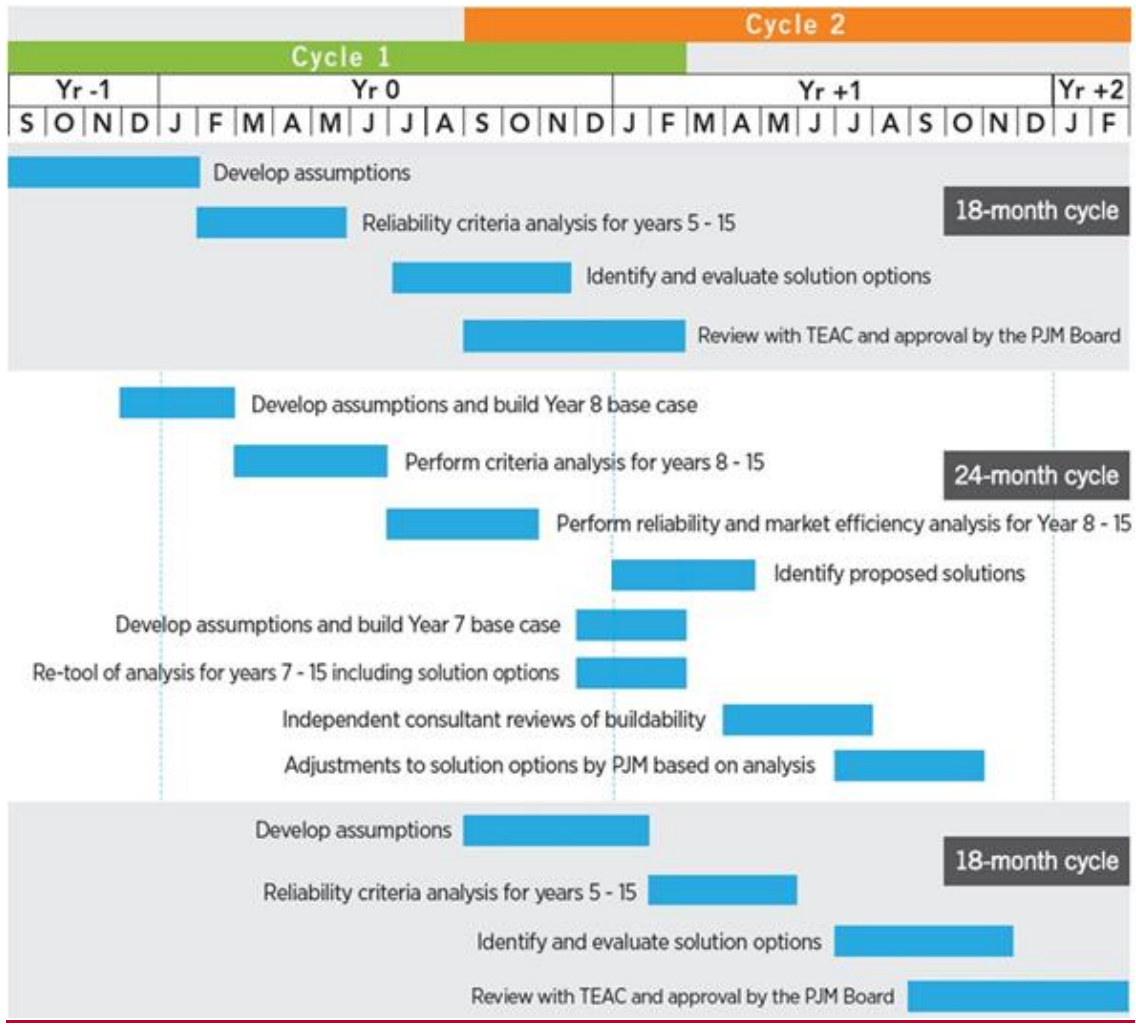 Cycle 2
Cycle 1
Yr -1 Yr 0 Yr +1 Yr +2
S O N D J F M A M J J A S O N D J F M A M J J A S O N D J F
Develop assumptions
18-month cycle
Reliability criteria analysis for years 5 - 15
Identify and evaluate solution options
Review with TEAC and approval by the PJM Board
Develop assumptions and build Year 8 base case
Perform criteria analysis for years 8 - 15
24-month cycle
Perform reliability and market efficiency analysis for Year 8 - 15
Identify proposed solutions
Develop assumptions and build Year 7 base case
Re-tool of analysis for years 7 - 15 including solution options
Independent consultant reviews of buildability
Adjustments to solution options by PJM based on analysis
Develop assumptions
18-month cycle
Reliability criteria analysis for years 5 - 15
Identify and evaluate solution options
Review with TEAC and approval by the PJM Board